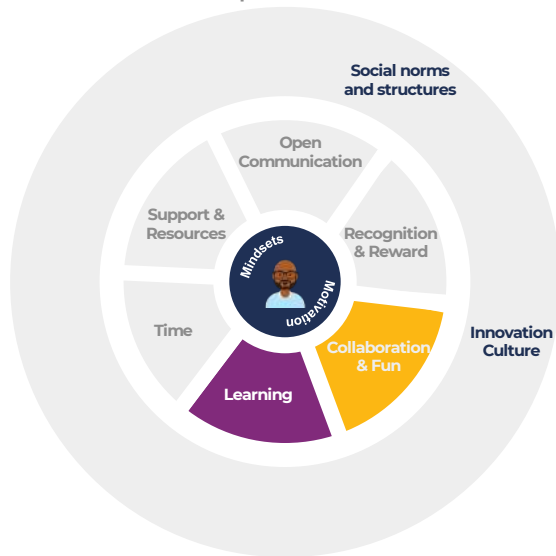 Social norms
and structures
Open
Communication
Support &
Resources
Recognition
& Reward
Mindsets
Motivation
Time
Innovation
Culture
Collaboration
& Fun
Learning